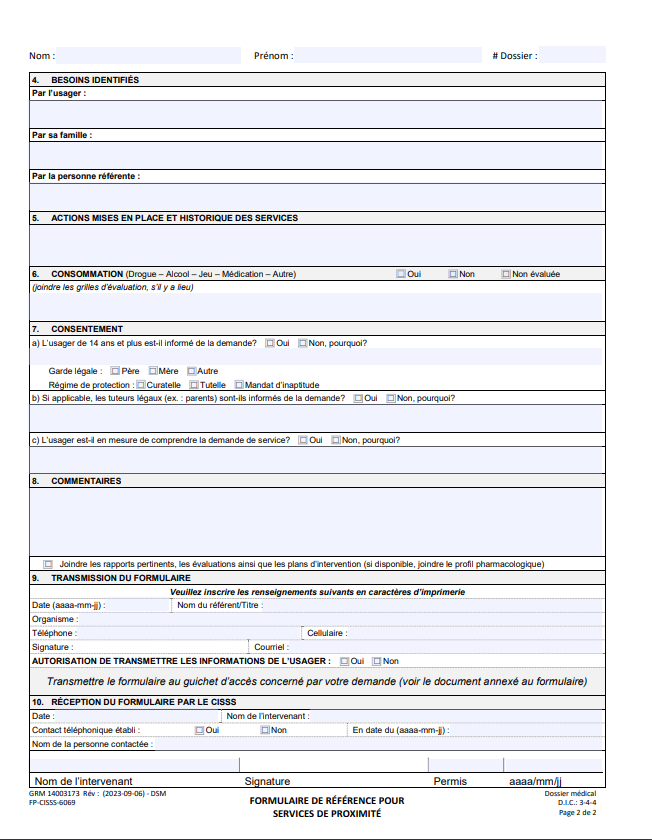 Nom : Prénom : # Dossier :
4. BESOINS IDENTIFIÉS
Par l'usager :
Par sa famille :
Par la personne référente :
5. ACTIONS MISES EN PLACE ET HISTORIQUE DES SERVICES
6. CONSOMMATION (Drogue – Alcool – Jeu – Médication – Autre) Oui Non Non évaluée
(joindre les grilles d'évaluation, s'il y a lieu)
7. CONSENTEMENT
a) L'usager de 14 ans et plus est-il informé de la demande? Oui Non, pourquoi?
Garde légale : Père Mère Autre
Régime de protection : Curatelle Tutelle Mandat d'inaptitude
b) Si applicable, les tuteurs légaux (ex. : parents) sont-ils informés de la demande? Oui Non, pourquoi?
c) L'usager est-il en mesure de comprendre la demande de service? Oui Non, pourquoi?
8. COMMENTAIRES
Joindre les rapports pertinents, les évaluations ainsi que les plans d'intervention (si disponible, joindre le profil pharmacologique)
9. TRANSMISSION DU FORMULAIRE
Veuillez inscrire les renseignements suivants en caractères d'imprimerie
Date (aaaa-mm-jj) : Nom du référent/Titre :
Organisme :
Téléphone : Cellulaire :
Signature : Courriel :
AUTORISATION DE TRANSMETTRE LES INFORMATIONS DE L'USAGER : Oui Non
Transmettre le formulaire au guichet d'accès concerné par votre demande (voir le document annexé au formulaire)
10. RÉCEPTION DU FORMULAIRE PAR LE CISSS
Date : Nom de l'intervenant :
Contact téléphonique établi : Oui Non En date du (aaaa-mm-jj) :
Nom de la personne contactée :
Nom de l'intervenant Signature Permis aaaa/mm/jj
GRM 14003173 Rév : (2023-09-06) - DSM Dossier médical
FP-CISSS-6069 FORMULAIRE DE RÉFÉRENCE POUR D.I.C.: 3-4-4
SERVICES DE PROXIMITÉ Page 2 de 2